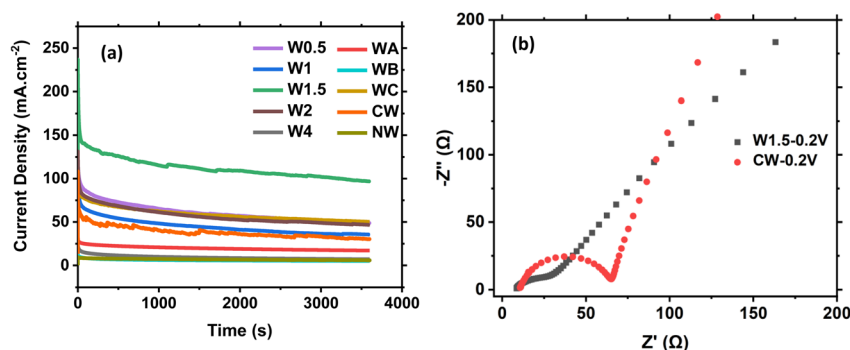 (a)
W0.5 WA
W1 WB
W1.5 WC
W2 CW
W4 NW
Current Density (mA.cm⁻²)
250
200
150
100
50
0
0 1000 2000 3000 4000
Time (s)
(b)
W1.5-0.2V
CW-0.2V
-Z'' (Ω)
200
150
100
50
0
0 50 100 150 200
Z' (Ω)